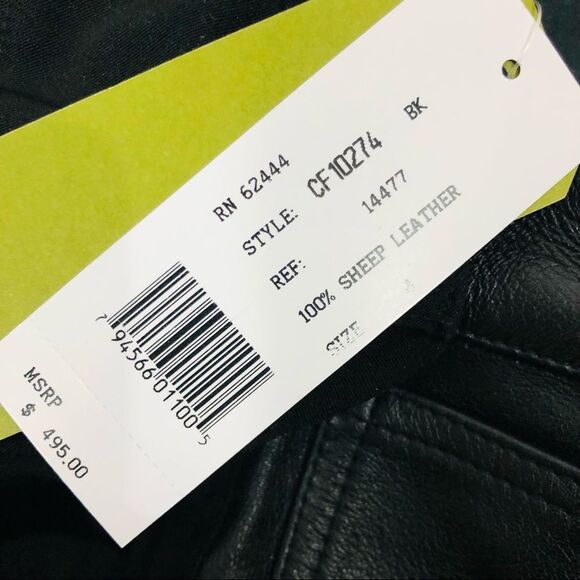 RN 62444
STYLE: CF10274 BK
REF: 14477
100% SHEEP LEATHER
SIZE
7 94566 01100 5
MSRP
$ 495.00